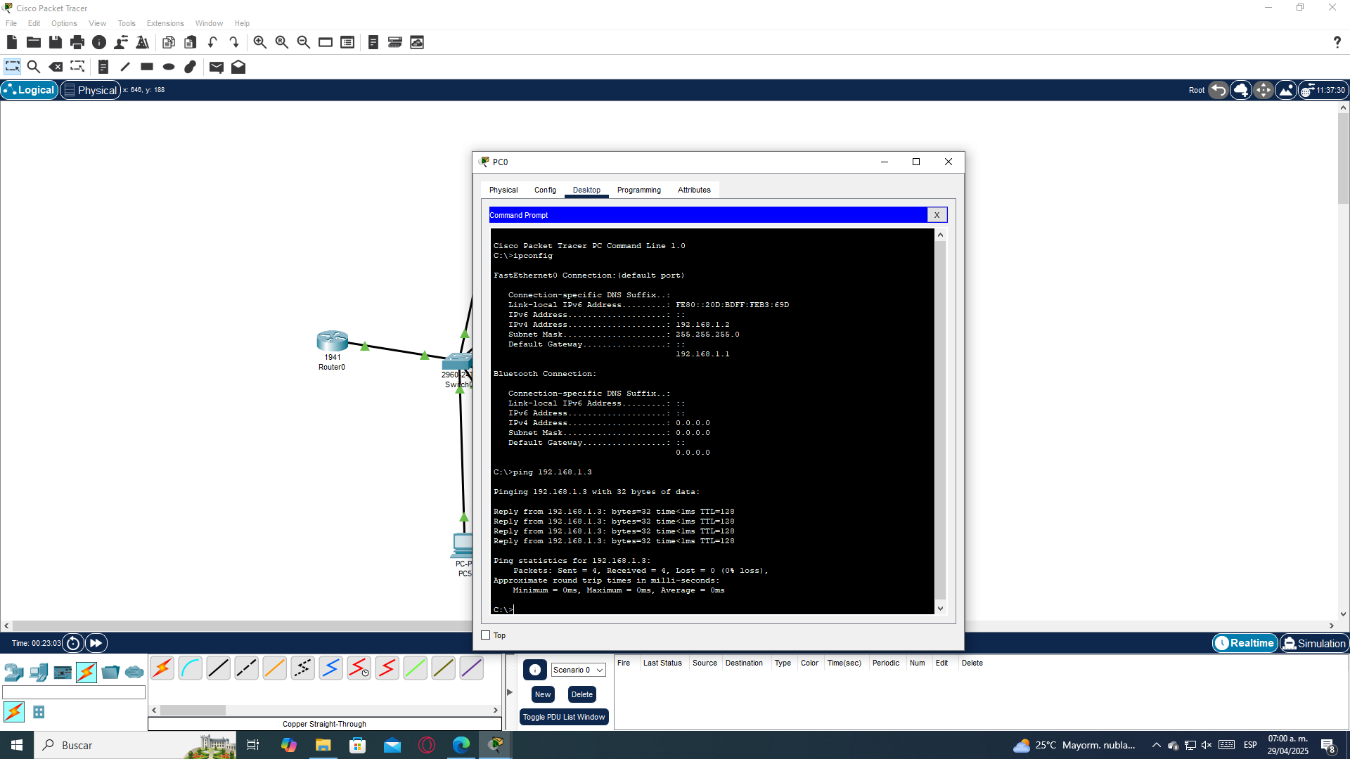 Cisco Packet Tracer
File Edit Options View Tools Extensions Window Help
?
Logical Physical x: 646, y: 188 Root 11:37:30
PC0
Physical Config Desktop Programming Attributes
Command Prompt X
Cisco Packet Tracer PC Command Line 1.0
C:\>ipconfig
FastEthernet0 Connection:(default port)
Connection-specific DNS Suffix..:
Link-local IPv6 Address.........: FE80::20D:BDFF:FEB3:69D
IPv6 Address....................: ::
IPv4 Address....................: 192.168.1.2
Subnet Mask.....................: 255.255.255.0
Default Gateway.................: ::
192.168.1.1
Bluetooth Connection:
Connection-specific DNS Suffix..:
Link-local IPv6 Address.........: ::
IPv6 Address....................: ::
IPv4 Address....................: 0.0.0.0
Subnet Mask.....................: 0.0.0.0
Default Gateway.................: ::
0.0.0.0
C:\>ping 192.168.1.3
Pinging 192.168.1.3 with 32 bytes of data:
Reply from 192.168.1.3: bytes=32 time<1ms TTL=128
Reply from 192.168.1.3: bytes=32 time<1ms TTL=128
Reply from 192.168.1.3: bytes=32 time<1ms TTL=128
Reply from 192.168.1.3: bytes=32 time<1ms TTL=128
Ping statistics for 192.168.1.3:
Packets: Sent = 4, Received = 4, Lost = 0 (0% loss),
Approximate round trip times in milli-seconds:
Minimum = 0ms, Maximum = 0ms, Average = 0ms
C:\>
Top
1941
Router0
2960-24
Switch0
PC-P
PC5
Time: 00:23:03 Realtime Simulation
Scenario 0
New Delete
Toggle PDU List Window
Fire Last Status Source Destination Type Color Time(sec) Periodic Num Edit Delete
Copper Straight-Through
Buscar
25°C Mayorm. nubla... ESP
07:00 a. m.
29/04/2025
8